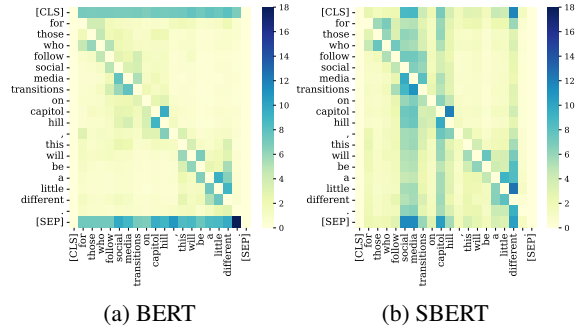 [CLS]
for
those
who
follow
social
media
transitions
on
capitol
hill
,
this
will
be
a
little
different
.
[SEP]
[CLS]
for
those
who
follow
social
media
transitions
on
capitol
hill
,
this
will
be
a
little
different
.
[SEP]
18
16
14
12
10
8
6
4
2
0
(a) BERT
[CLS]
for
those
who
follow
social
media
transitions
on
capitol
hill
,
this
will
be
a
little
different
.
[SEP]
[CLS]
for
those
who
follow
social
media
transitions
on
capitol
hill
,
this
will
be
a
little
different
.
[SEP]
18
16
14
12
10
8
6
4
2
0
(b) SBERT